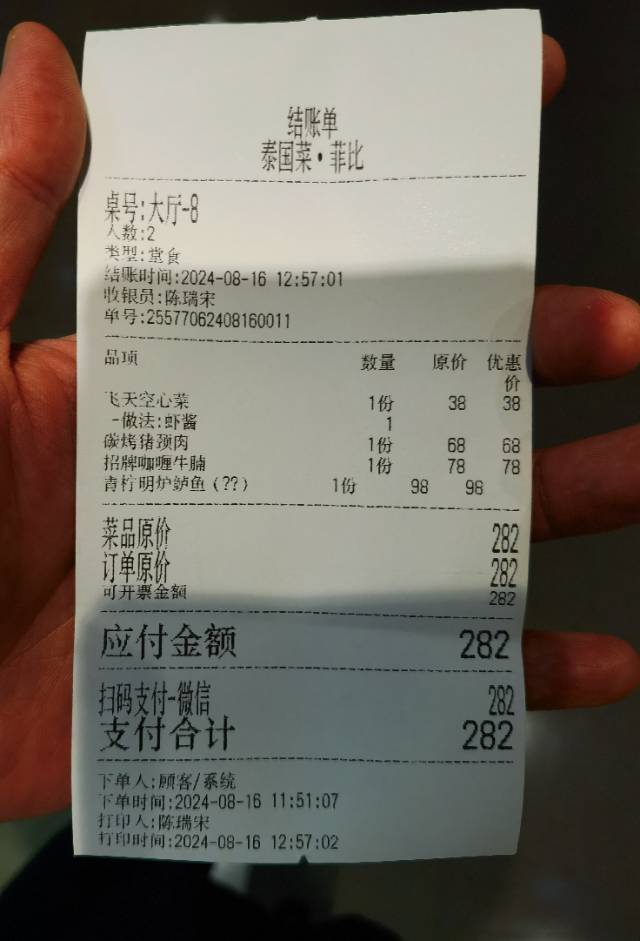 结账单
泰国菜·菲比
桌号:大厅-8
人数:2
类型:堂食
结账时间:2024-08-16 12:57:01
收银员:陈瑞宋
单号:25577062408160011
品项 数量 原价 优惠价
飞天空心菜 1份 38 38
-做法:虾酱 1
碳烤猪颈肉 1份 68 68
招牌咖喱牛腩 1份 78 78
青柠明炉鲈鱼(??) 1份 98 98
菜品原价 282
订单原价 282
可开票金额 282
应付金额 282
扫码支付-微信 282
支付合计 282
下单人:顾客/系统
下单时间:2024-08-16 11:51:07
打印人:陈瑞宋
打印时间:2024-08-16 12:57:02